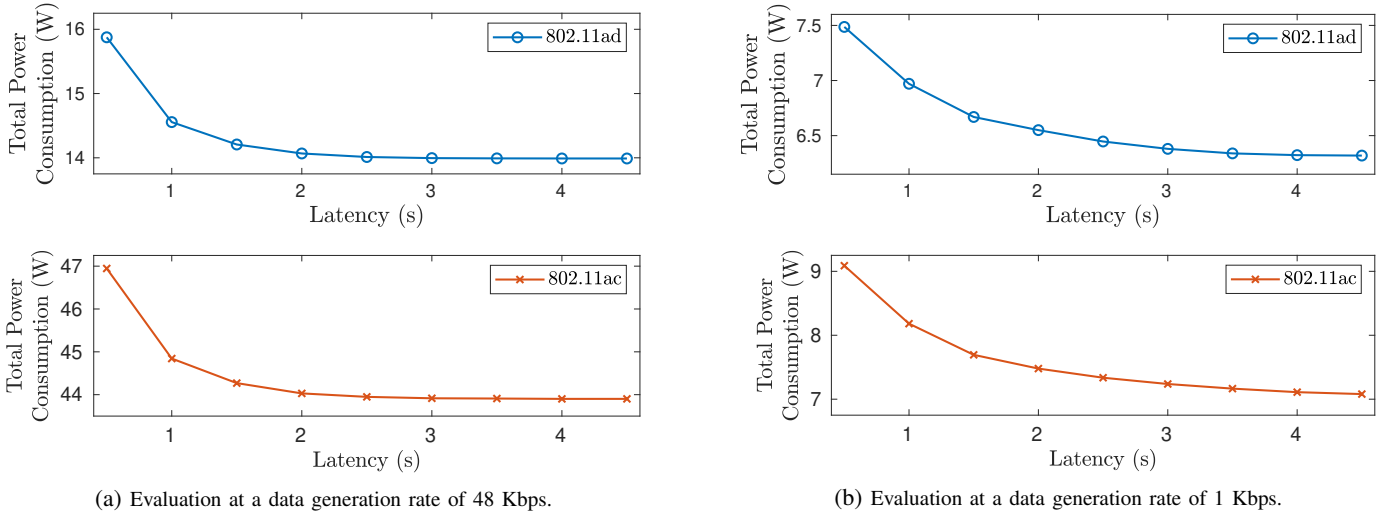 Total Power
Consumption (W)
16
15
14
802.11ad
1 2 3 4
Latency (s)
Total Power
Consumption (W)
47
46
45
44
802.11ac
1 2 3 4
Latency (s)
(a) Evaluation at a data generation rate of 48 Kbps.
Total Power
Consumption (W)
7.5
7
6.5
802.11ad
1 2 3 4
Latency (s)
Total Power
Consumption (W)
9
8
7
802.11ac
1 2 3 4
Latency (s)
(b) Evaluation at a data generation rate of 1 Kbps.